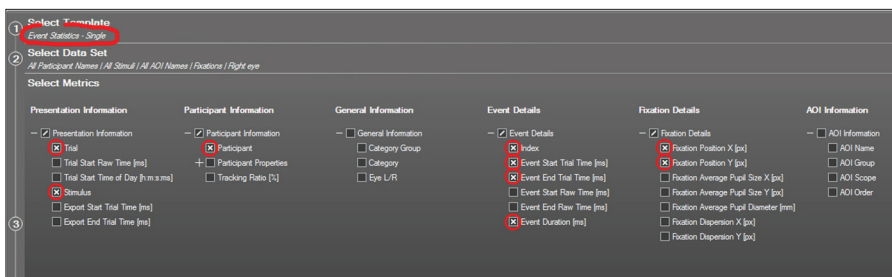 1 Select Template
Event Statistics - Single
2 Select Data Set
All Participant Names | All Stimuli | All AOI Names | Fixations | Right eye
Select Metrics
Presentation Information
Presentation Information
Trial
Trial Start Raw Time [ms]
Trial Start Time of Day [h:m:s:ms]
Stimulus
Export Start Trial Time [ms]
Export End Trial Time [ms]
Participant Information
Participant Information
Participant
Participant Properties
Tracking Ratio [%]
General Information
General Information
Category Group
Category
Eye L/R
Event Details
Event Details
Index
Event Start Trial Time [ms]
Event End Trial Time [ms]
Event Start Raw Time [ms]
Event End Raw Time [ms]
Event Duration [ms]
Fixation Details
Fixation Details
Fixation Position X [px]
Fixation Position Y [px]
Fixation Average Pupil Size X [px]
Fixation Average Pupil Size Y [px]
Fixation Average Pupil Diameter [mm]
Fixation Dispersion X [px]
Fixation Dispersion Y [px]
AOI Information
AOI Information
AOI Name
AOI Group
AOI Scope
AOI Order
3